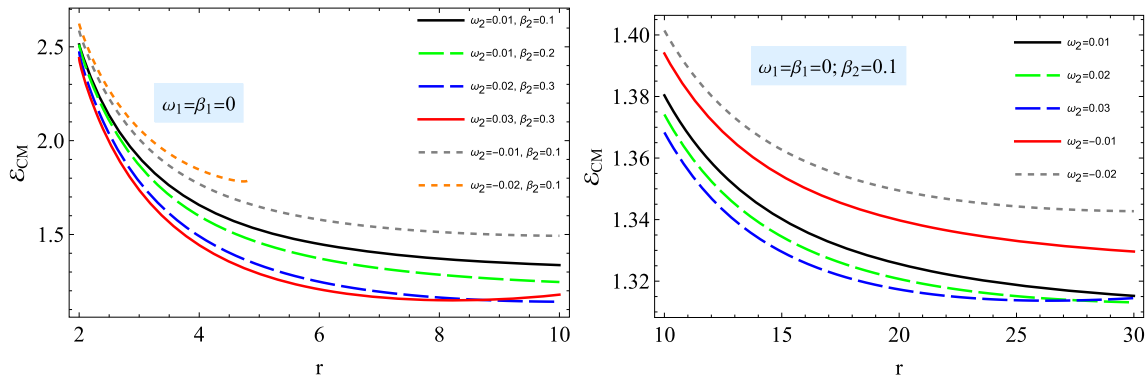 ω₂=0.01, β₂=0.1
ω₂=0.01, β₂=0.2
ω₂=0.02, β₂=0.3
ω₂=0.03, β₂=0.3
ω₂=-0.01, β₂=0.1
ω₂=-0.02, β₂=0.1
ω₁=β₁=0
2.5
2.0
1.5
ℰCM
2 4 6 8 10
r
ω₂=0.01
ω₂=0.02
ω₂=0.03
ω₂=-0.01
ω₂=-0.02
ω₁=β₁=0; β₂=0.1
1.40
1.38
1.36
1.34
1.32
ℰCM
10 15 20 25 30
r